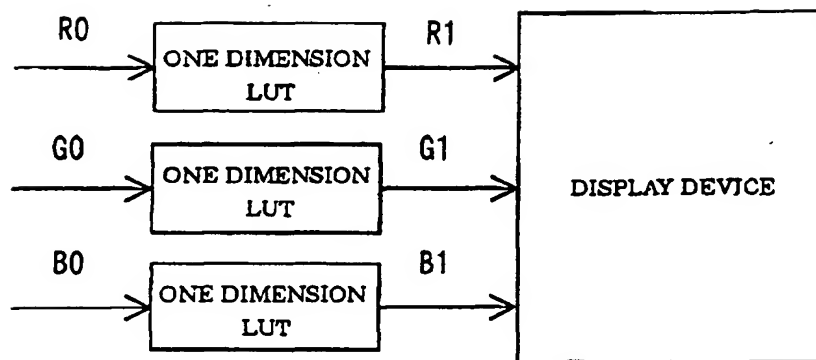 R0
ONE DIMENSION
LUT
R1
G0
ONE DIMENSION
LUT
G1
DISPLAY DEVICE
B0
ONE DIMENSION
LUT
B1